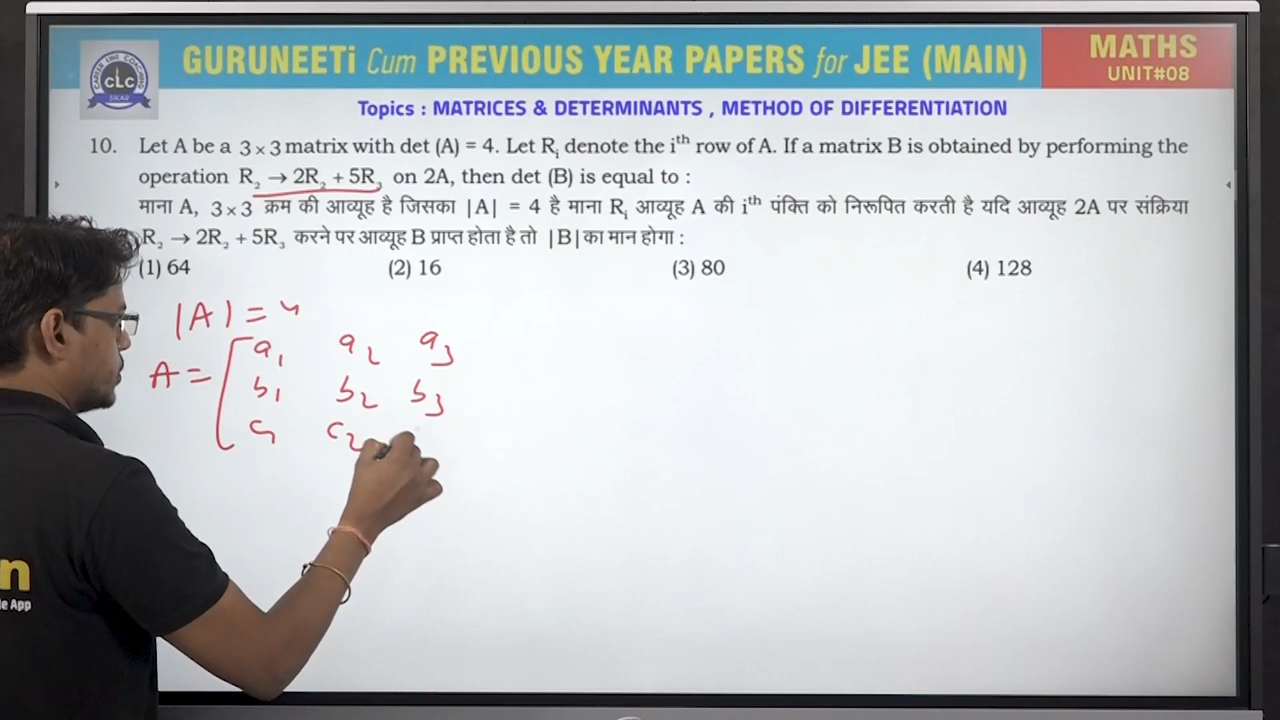 GURUNEETi Cum PREVIOUS YEAR PAPERS for JEE (MAIN)
MATHS
UNIT#08
CLC
SIKAR
Topics : MATRICES & DETERMINANTS , METHOD OF DIFFERENTIATION
10. Let A be a 3×3 matrix with det (A) = 4. Let Rᵢ denote the iᵗʰ row of A. If a matrix B is obtained by performing the
operation R₂ → 2R₂ + 5R₃ on 2A, then det (B) is equal to :
माना A, 3×3 क्रम की आव्यूह है जिसका |A| = 4 है माना Rᵢ आव्यूह A की iᵗʰ पंक्ति को निरूपित करती है यदि आव्यूह 2A पर संक्रिया
R₂ → 2R₂ + 5R₃ करने पर आव्यूह B प्राप्त होता है तो |B| का मान होगा :
(1) 64 (2) 16 (3) 80 (4) 128
|A| = 4
A = [ a₁ a₂ a₃
b₁ b₂ b₃
c₁ c₂
n
le App